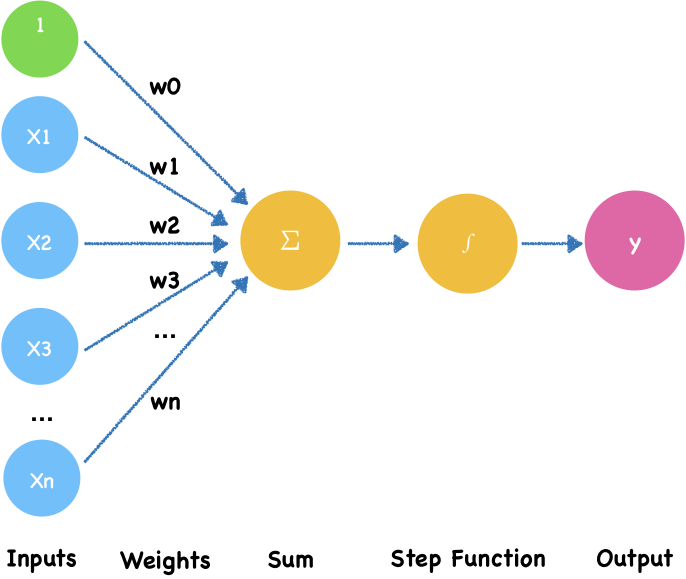 1
w0
X1
w1
X2
w2
Σ
∫
y
w3
X3
...
...
wn
Xn
Inputs
Weights
Sum
Step Function
Output